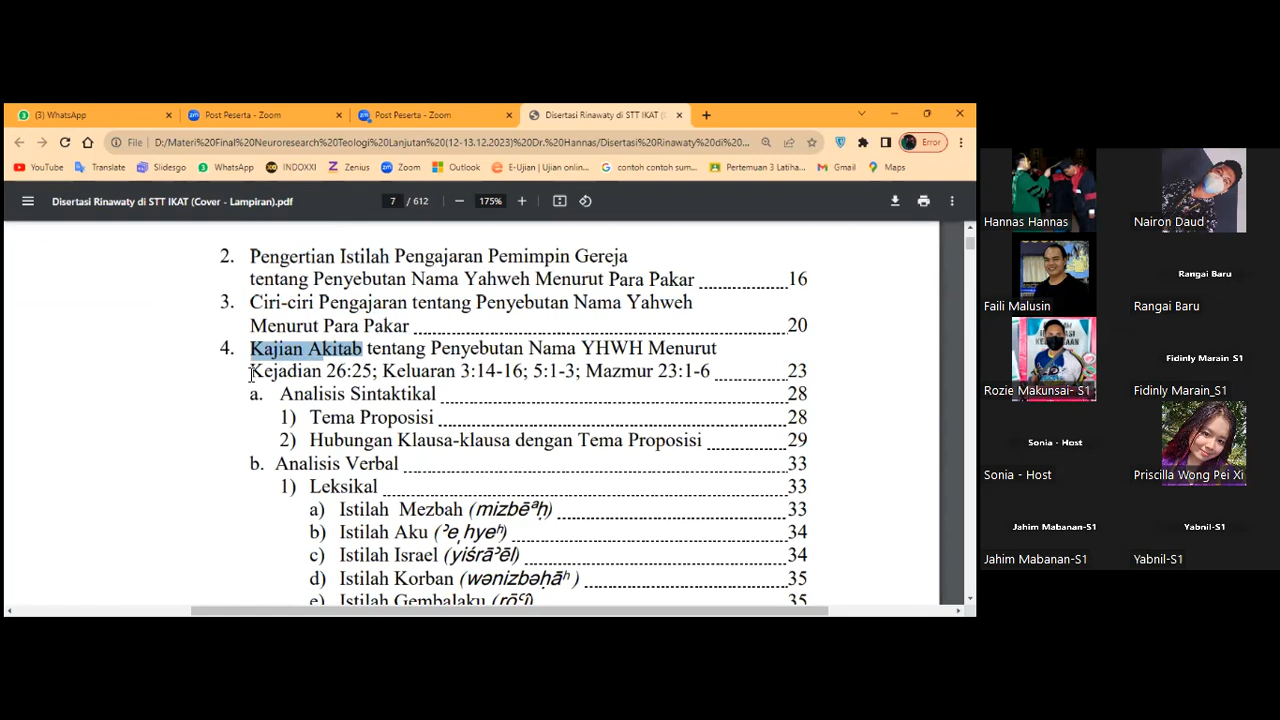 (3) WhatsApp
Post Peserta - Zoom
Post Peserta - Zoom
Disertasi Rinawaty di STT IKAT (
File
D:/Materi%20Final%20Neuroresearch%20Teologi%20Lanjutan%20(12-13.12.2023)%20Dr.%20Hannas/Disertasi%20Rinawaty%20di%20...
Error
YouTube
Translate
Slidesgo
WhatsApp
INDOXXI
Zenius
Zoom
Outlook
E-Ujian | Ujian onlin...
contoh contoh sume...
Pertemuan 3 Latiha...
Gmail
Maps
Disertasi Rinawaty di STT IKAT (Cover - Lampiran).pdf
7 / 612
175%
2. Pengertian Istilah Pengajaran Pemimpin Gereja
tentang Penyebutan Nama Yahweh Menurut Para Pakar 16
3. Ciri-ciri Pengajaran tentang Penyebutan Nama Yahweh
Menurut Para Pakar 20
4. Kajian Akitab tentang Penyebutan Nama YHWH Menurut
Kejadian 26:25; Keluaran 3:14-16; 5:1-3; Mazmur 23:1-6 23
a. Analisis Sintaktikal 28
1) Tema Proposisi 28
2) Hubungan Klausa-klausa dengan Tema Proposisi 29
b. Analisis Verbal 33
1) Leksikal 33
a) Istilah Mezbah (mizbēªḥ) 33
b) Istilah Aku (ʾe ̧hyeʰ) 34
c) Istilah Israel (yiśrāʾēl) 34
d) Istilah Korban (wənizbəḥāʰ ) 35
e) Istilah Gembalaku (rōʿî) 35
Hannas Hannas
Nairon Daud
Faili Malusin
Rangai Baru
Rangai Baru
Rozie Makunsai- S1
Fidinly Marain S1
Fidinly Marain_S1
Sonia - Host
Sonia - Host
Priscilla Wong Pei Xi
Jahim Mabanan-S1
Jahim Mabanan-S1
Yabnil-S1
Yabnil-S1